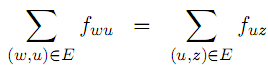 ∑_{(w,u)∈E} f_{wu} = ∑_{(u,z)∈E} f_{uz}